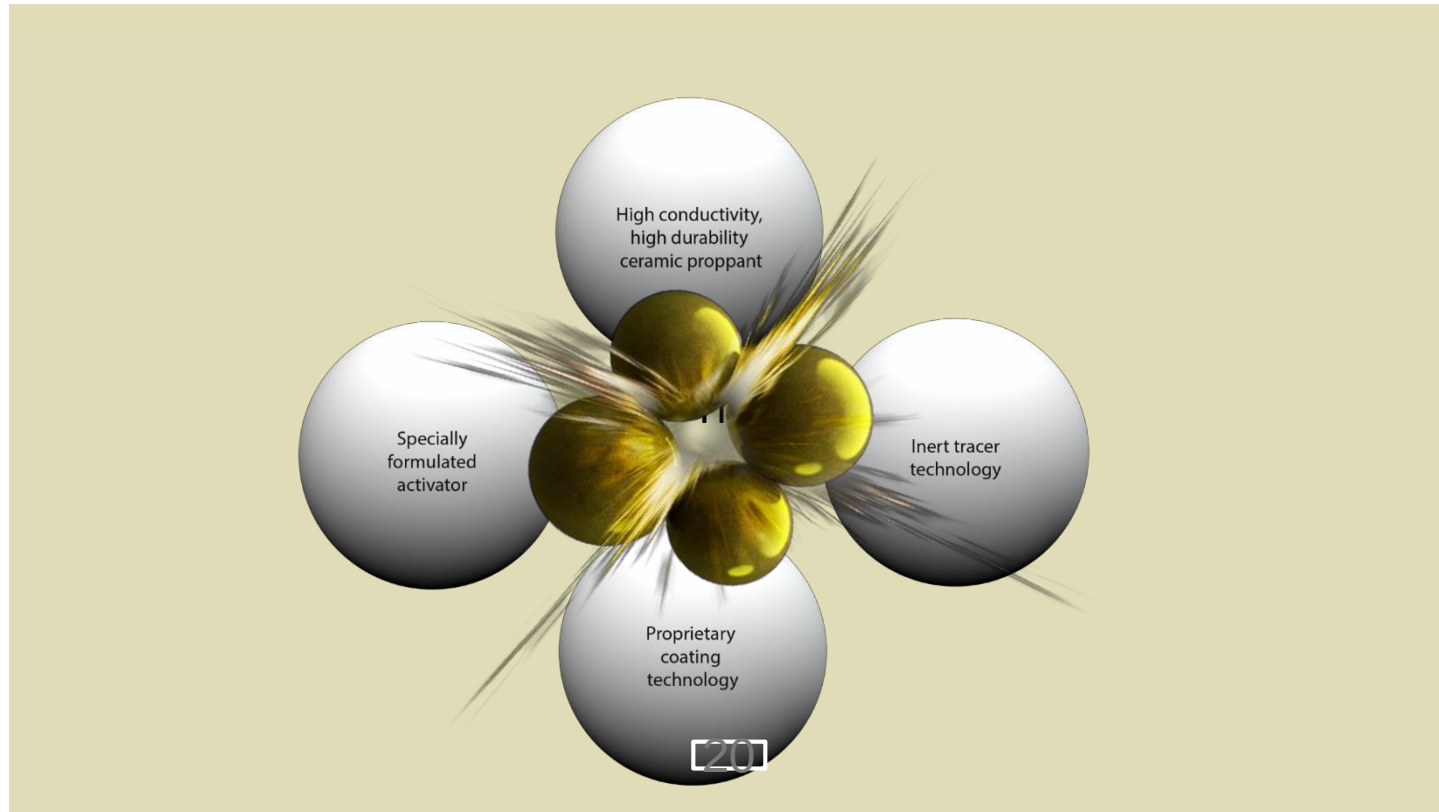 High conductivity,
high durability
ceramic proppant
Specially
formulated
activator
Inert tracer
technology
Proprietary
coating
technology
20